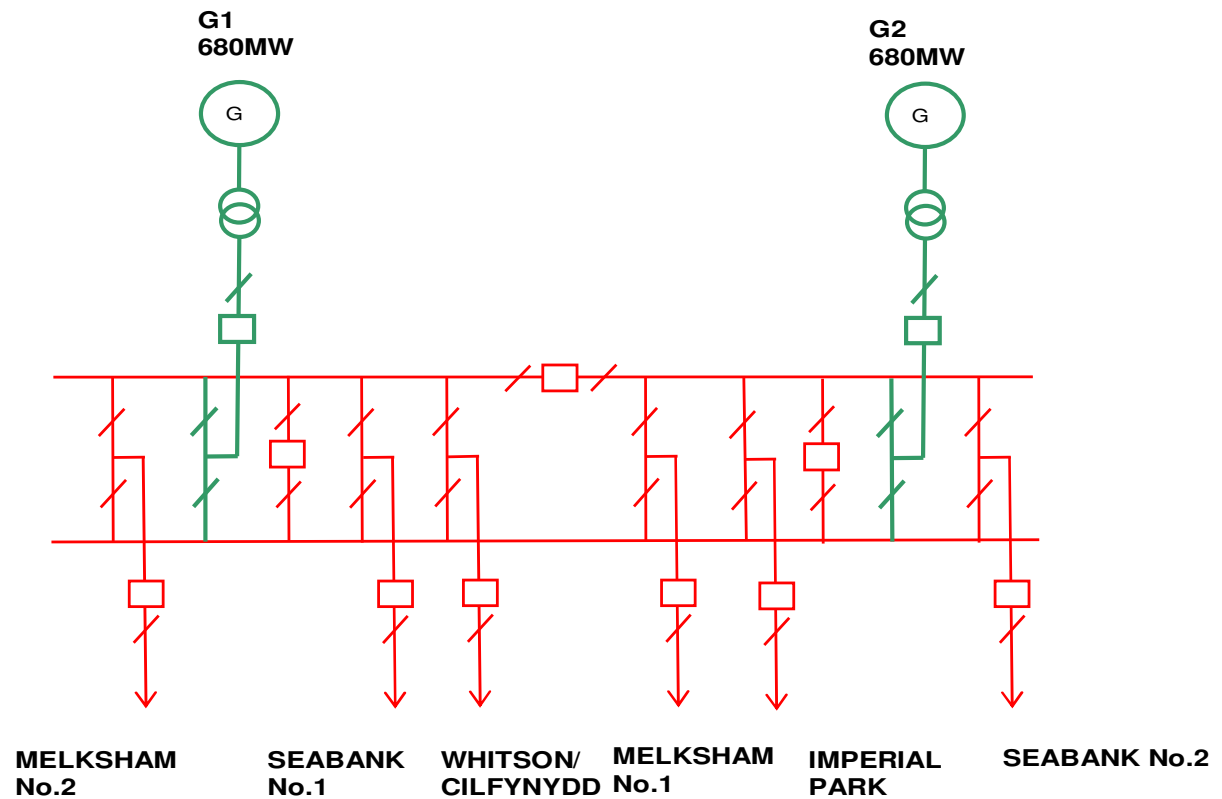 G1
680MW
G2
680MW
G
G
MELKSHAM
No.2
SEABANK
No.1
WHITSON/
CILFYNYDD
MELKSHAM
No.1
IMPERIAL
PARK
SEABANK No.2